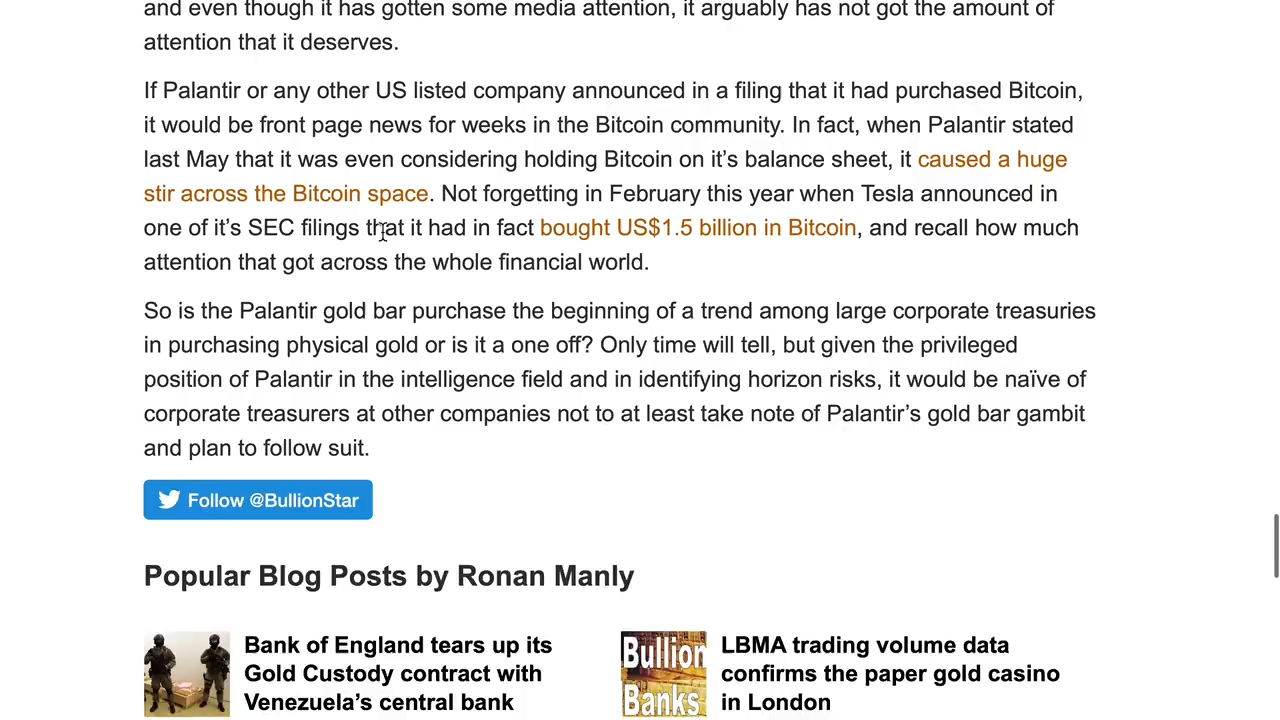 and even though it has gotten some media attention, it arguably has not got the amount of
attention that it deserves.
If Palantir or any other US listed company announced in a filing that it had purchased Bitcoin,
it would be front page news for weeks in the Bitcoin community. In fact, when Palantir stated
last May that it was even considering holding Bitcoin on it's balance sheet, it caused a huge
stir across the Bitcoin space. Not forgetting in February this year when Tesla announced in
one of it's SEC filings that it had in fact bought US$1.5 billion in Bitcoin, and recall how much
attention that got across the whole financial world.
So is the Palantir gold bar purchase the beginning of a trend among large corporate treasuries
in purchasing physical gold or is it a one off? Only time will tell, but given the privileged
position of Palantir in the intelligence field and in identifying horizon risks, it would be naïve of
corporate treasurers at other companies not to at least take note of Palantir's gold bar gambit
and plan to follow suit.
Follow @BullionStar
Popular Blog Posts by Ronan Manly
Bank of England tears up its
Gold Custody contract with
Venezuela's central bank
Bullion
Banks
LBMA trading volume data
confirms the paper gold casino
in London